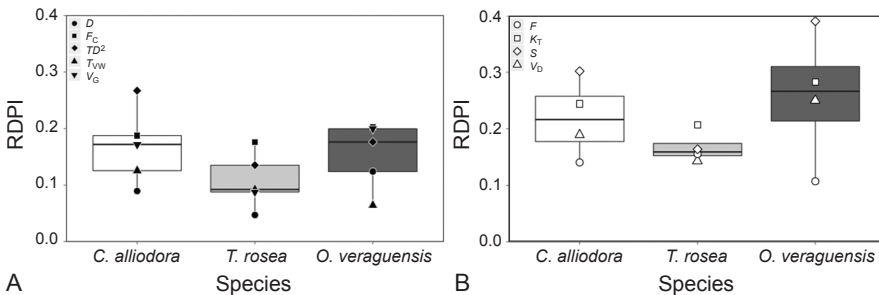 0.4
0.3
0.2
0.1
0.0
RDPI
D
F_C
TD²
T_VW
V_G
C. alliodora
T. rosea
O. veraguensis
Species
A
0.4
0.3
0.2
0.1
0.0
RDPI
F
K_T
S
V_D
C. alliodora
T. rosea
O. veraguensis
Species
B